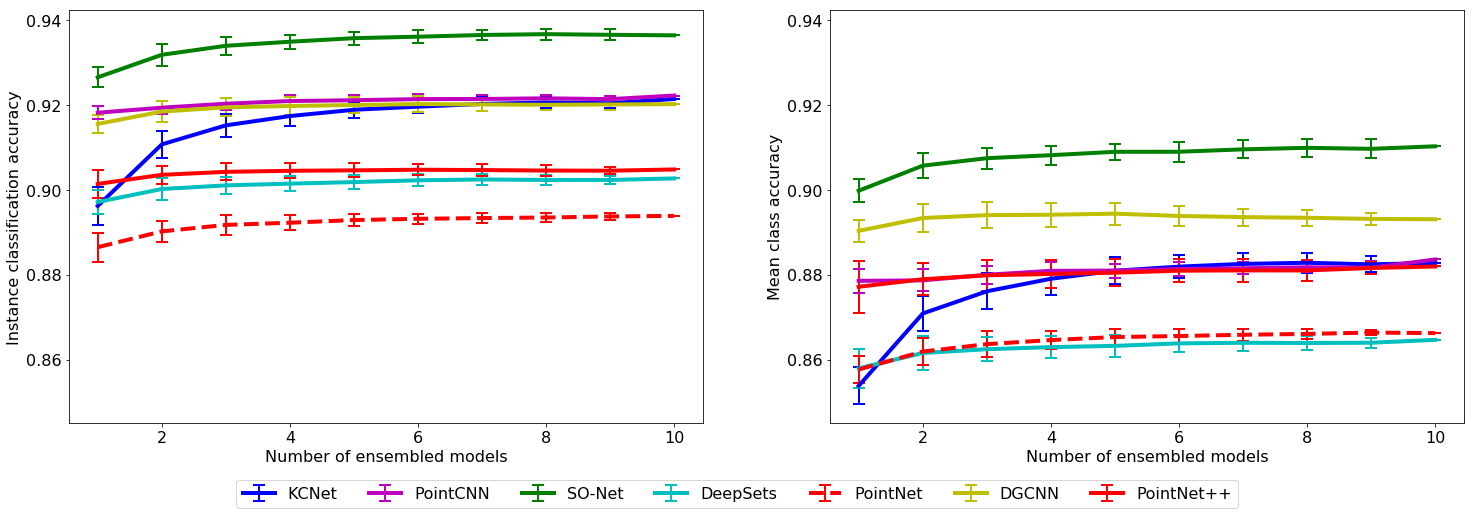 0.94
0.92
0.90
0.88
0.86
Instance classification accuracy
2 4 6 8 10
Number of ensembled models
0.94
0.92
0.90
0.88
0.86
Mean class accuracy
2 4 6 8 10
Number of ensembled models
KCNet PointCNN SO-Net DeepSets PointNet DGCNN PointNet++